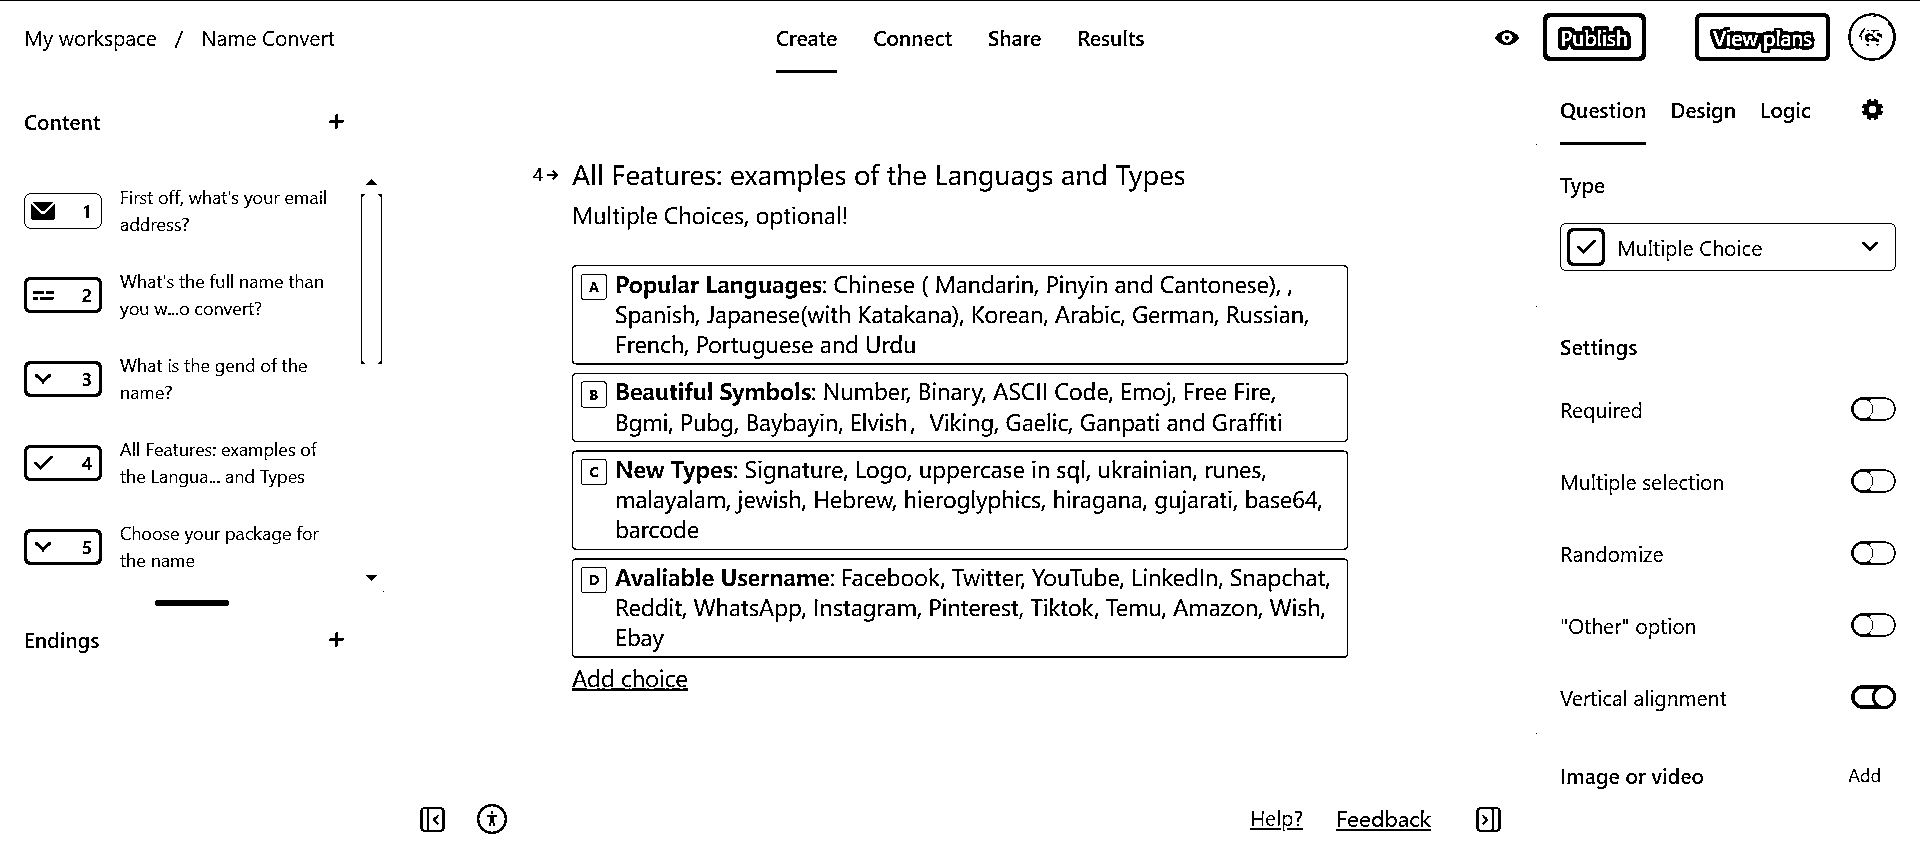 My workspace / Name Convert
Create Connect Share Results
Publish
View plans
Content +
1 First off, what's your email
address?
2 What's the full name than
you w...o convert?
3 What is the gend of the
name?
4 All Features: examples of
the Langua... and Types
5 Choose your package for
the name
Endings +
4→ All Features: examples of the Languags and Types
Multiple Choices, optional!
A Popular Languages: Chinese ( Mandarin, Pinyin and Cantonese), ,
Spanish, Japanese(with Katakana), Korean, Arabic, German, Russian,
French, Portuguese and Urdu
B Beautiful Symbols: Number, Binary, ASCII Code, Emoj, Free Fire,
Bgmi, Pubg, Baybayin, Elvish，Viking, Gaelic, Ganpati and Graffiti
C New Types: Signature, Logo, uppercase in sql, ukrainian, runes,
malayalam, jewish, Hebrew, hieroglyphics, hiragana, gujarati, base64,
barcode
D Avaliable Username: Facebook, Twitter, YouTube, LinkedIn, Snapchat,
Reddit, WhatsApp, Instagram, Pinterest, Tiktok, Temu, Amazon, Wish,
Ebay
Add choice
Help? Feedback
Question Design Logic
Type
Multiple Choice
Settings
Required
Multiple selection
Randomize
"Other" option
Vertical alignment
Image or video Add